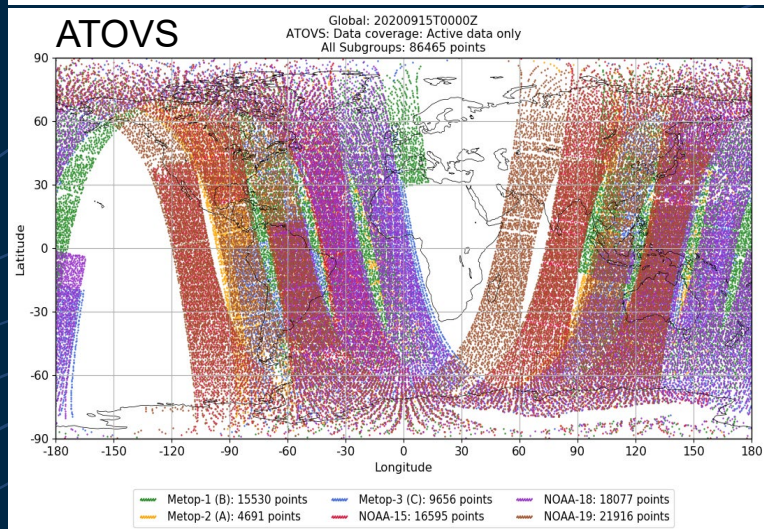 ATOVS
Global: 20200915T0000Z
ATOVS: Data coverage: Active data only
All Subgroups: 86465 points
90
60
30
0
-30
-60
-90
Latitude
-180 -150 -120 -90 -60 -30 0 30 60 90 120 150 180
Longitude
Metop-1 (B): 15530 points Metop-3 (C): 9656 points NOAA-18: 18077 points
Metop-2 (A): 4691 points NOAA-15: 16595 points NOAA-19: 21916 points